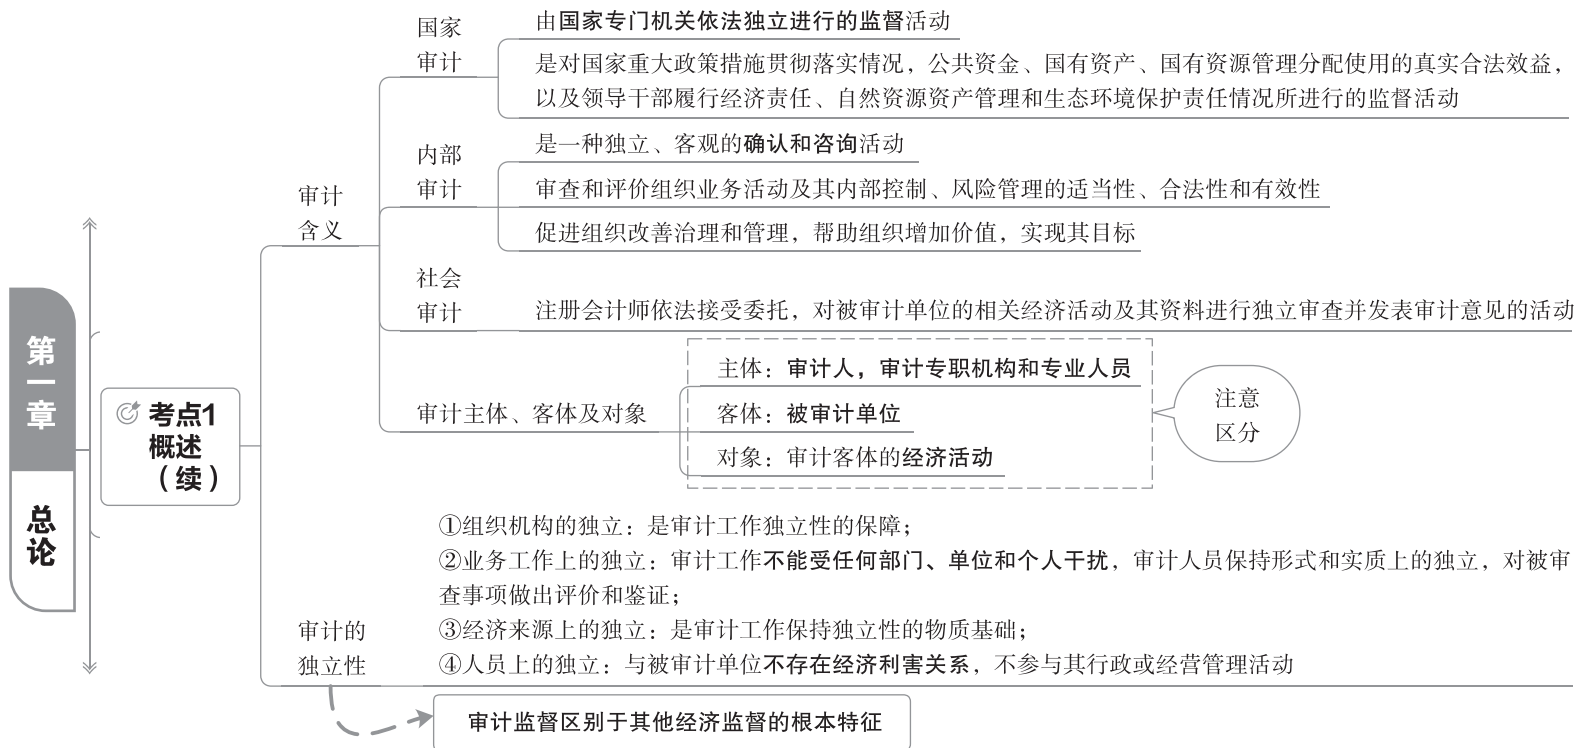 第一章
总论
考点1
概述
（续）
审计
含义
国家
审计
由国家专门机关依法独立进行的监督活动
是对国家重大政策措施贯彻落实情况，公共资金、国有资产、国有资源管理分配使用的真实合法效益，
以及领导干部履行经济责任、自然资源资产管理和生态环境保护责任情况所进行的监督活动
内部
审计
是一种独立、客观的确认和咨询活动
审查和评价组织业务活动及其内部控制、风险管理的适当性、合法性和有效性
促进组织改善治理和管理，帮助组织增加价值，实现其目标
社会
审计
注册会计师依法接受委托，对被审计单位的相关经济活动及其资料进行独立审查并发表审计意见的活动
审计主体、客体及对象
主体：审计人，审计专职机构和专业人员
客体：被审计单位
对象：审计客体的经济活动
注意
区分
审计的
独立性
①组织机构的独立：是审计工作独立性的保障；
②业务工作上的独立：审计工作不能受任何部门、单位和个人干扰，审计人员保持形式和实质上的独立，对被审
查事项做出评价和鉴证；
③经济来源上的独立：是审计工作保持独立性的物质基础；
④人员上的独立：与被审计单位不存在经济利害关系，不参与其行政或经营管理活动
审计监督区别于其他经济监督的根本特征